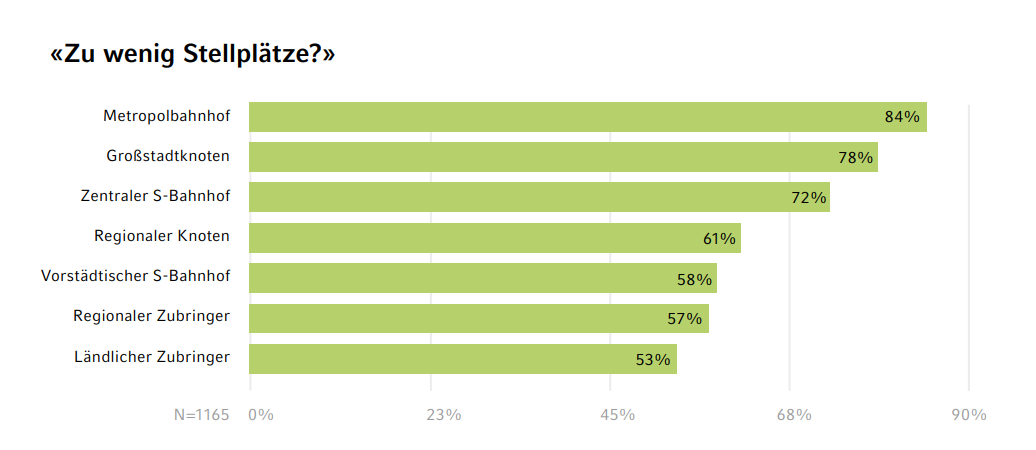 «Zu wenig Stellplätze?»
Metropolbahnhof 84%
Großstadtknoten 78%
Zentraler S-Bahnhof 72%
Regionaler Knoten 61%
Vorstädtischer S-Bahnhof 58%
Regionaler Zubringer 57%
Ländlicher Zubringer 53%
N=1165 0% 23% 45% 68% 90%